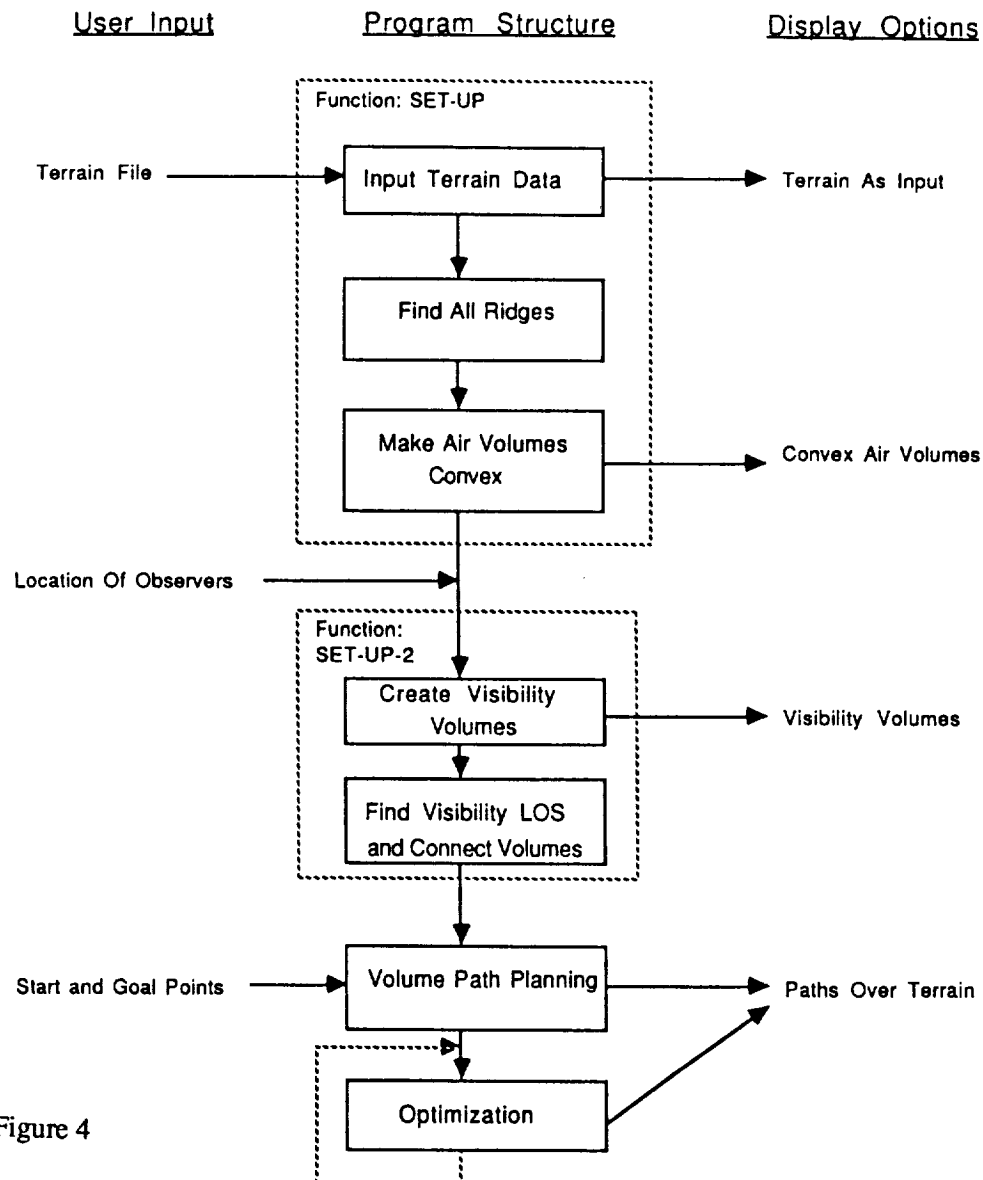 User Input
Program Structure
Display Options
Function: SET-UP
Terrain File
Input Terrain Data
Terrain As Input
Find All Ridges
Make Air Volumes
Convex
Convex Air Volumes
Location Of Observers
Function:
SET-UP-2
Create Visibility
Volumes
Visibility Volumes
Find Visibility LOS
and Connect Volumes
Start and Goal Points
Volume Path Planning
Paths Over Terrain
Optimization
Figure 4